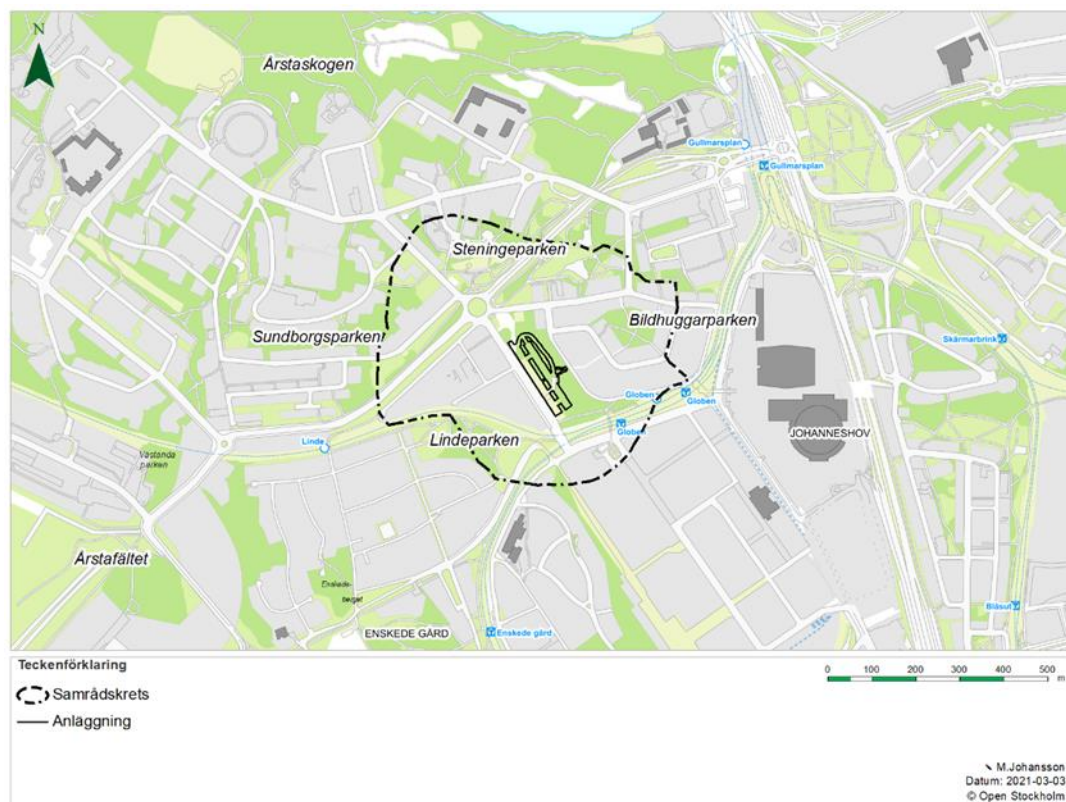 N
Årstaskogen
Gullmarsplan
Gullmarsplan
Steningeparken
Bildhuggarparken
Sundborgsparken
Skärmarbrink
Globen
Globen
Globen
JOHANNESHOV
Lindeparken
Linde
Västanda
parken
Årstafältet
Enskede-
berget
Blåsut
Enskede gård
ENSKEDE GÅRD
Teckenförklaring
Samrådskrets
Anläggning
0 100 200 300 400 500
m
M.Johansson
Datum: 2021-03-03
© Open Stockholm